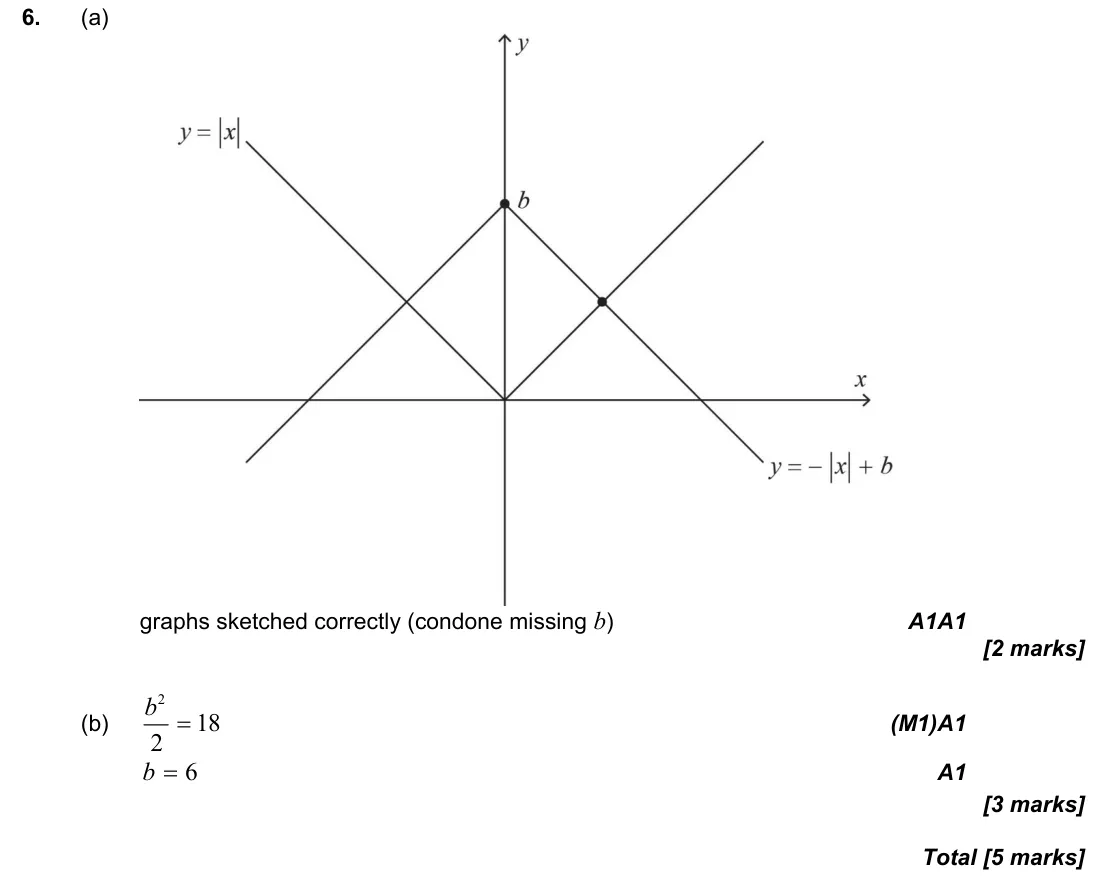 6. (a)
y
y = |x|
b
x
y = − |x| + b
graphs sketched correctly (condone missing b) A1A1
[2 marks]
(b) b²/2 = 18 (M1)A1
b = 6 A1
[3 marks]
Total [5 marks]